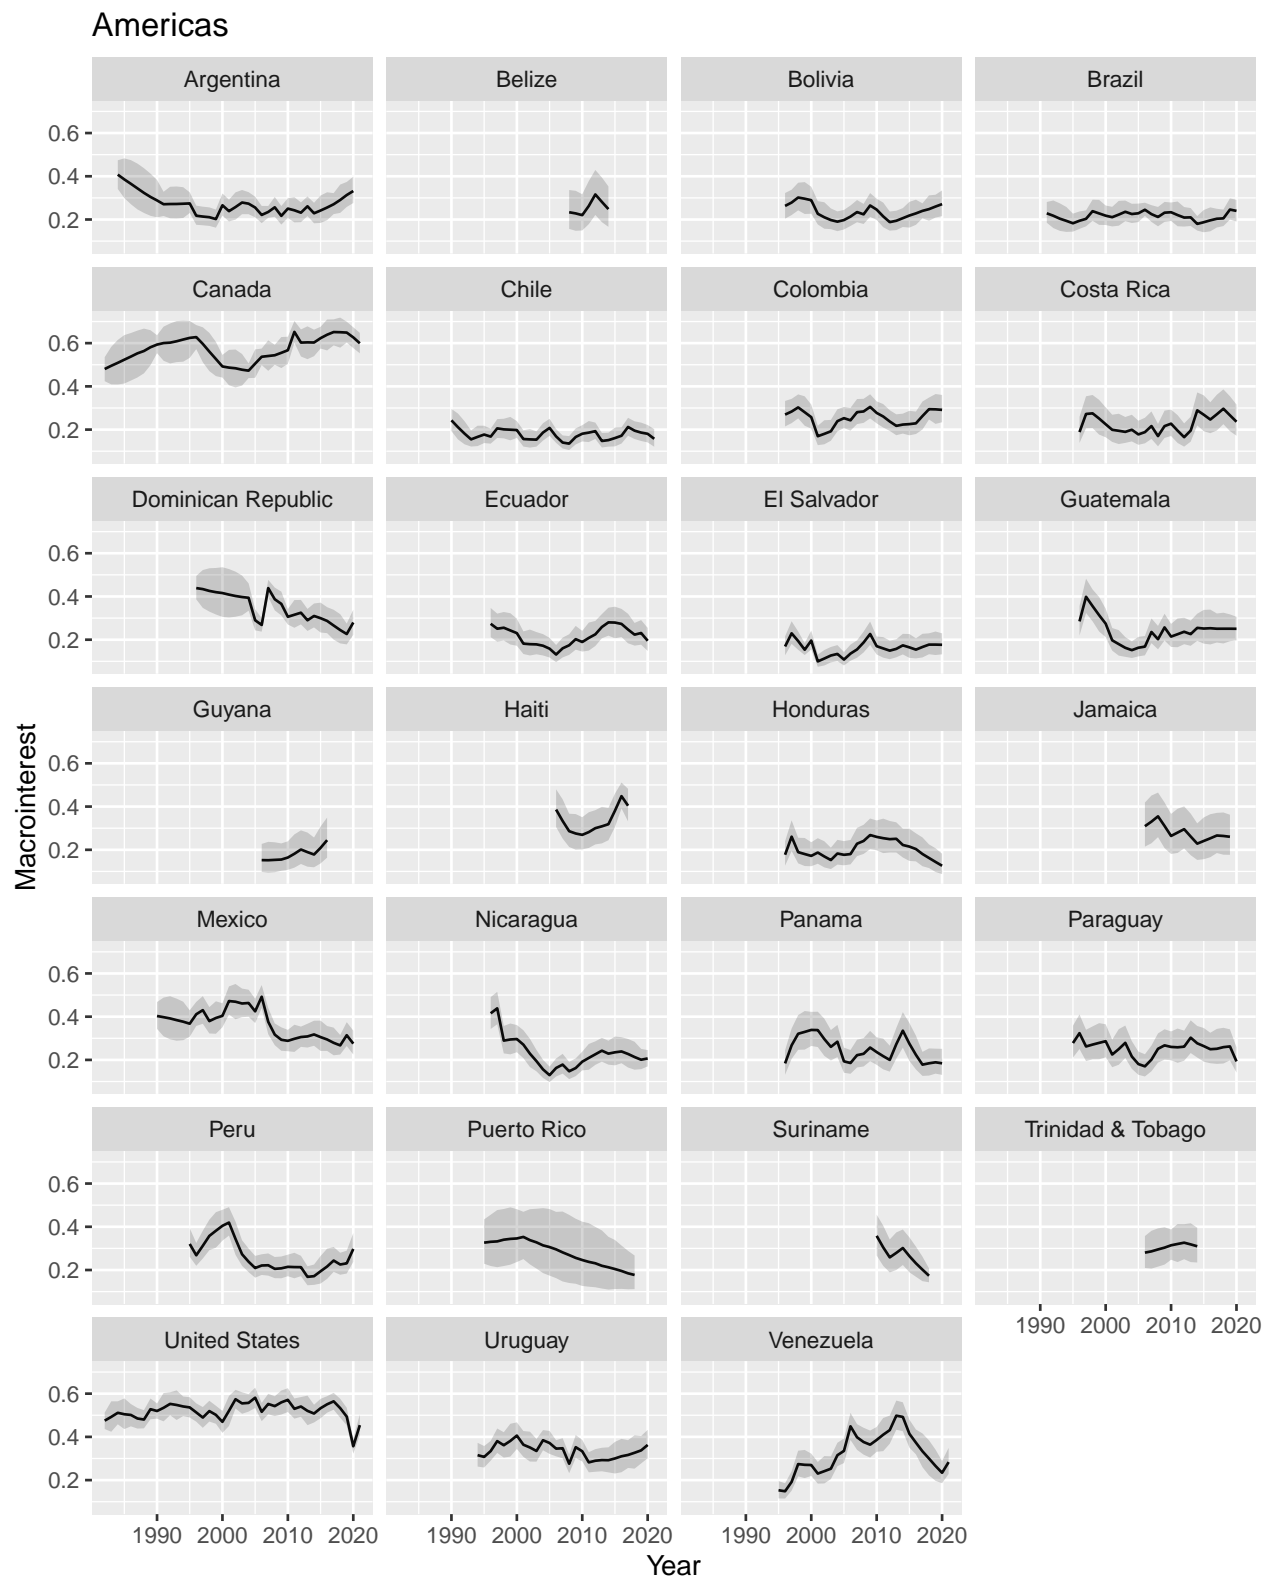 Americas
Argentina Belize Bolivia Brazil
0.6
0.4
0.2
Canada Chile Colombia Costa Rica
0.6
0.4
0.2
Dominican Republic Ecuador El Salvador Guatemala
0.6
0.4
0.2
Guyana Haiti Honduras Jamaica
0.6
0.4
0.2
Macrointerest
Mexico Nicaragua Panama Paraguay
0.6
0.4
0.2
Peru Puerto Rico Suriname Trinidad & Tobago
0.6
0.4
0.2
1990 2000 2010 2020
United States Uruguay Venezuela
0.6
0.4
0.2
1990 2000 2010 2020 1990 2000 2010 2020 1990 2000 2010 2020
Year